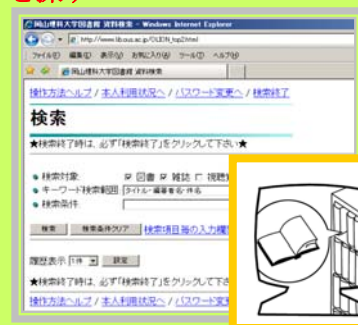 岡山理科大学図書館 資料検索 - Windows Internet Explorer
http://www.lib.ous.ac.jp/OLION_top2.html
ファイル(F) 編集(E) 表示(V) お気に入り(A) ツール(T) ヘルプ(H)
岡山理科大学図書館 資料検索
操作方法ヘルプ / 本人利用状況へ / パスワード変更へ / 検索終了
検索
★検索終了時は、必ず「検索終了」をクリックして下さい★
検索対象 図書 雑誌 視聴
キーワード検索範囲 タイトル・編著者名・件名
検索条件
検索 検索条件クリア 検索項目毎の入力欄
履歴表示 1件 設定
★検索終了時は、必ず「検索終了」をクリックして下さ
操作方法ヘルプ / 本人利用状況へ / パスワード変更